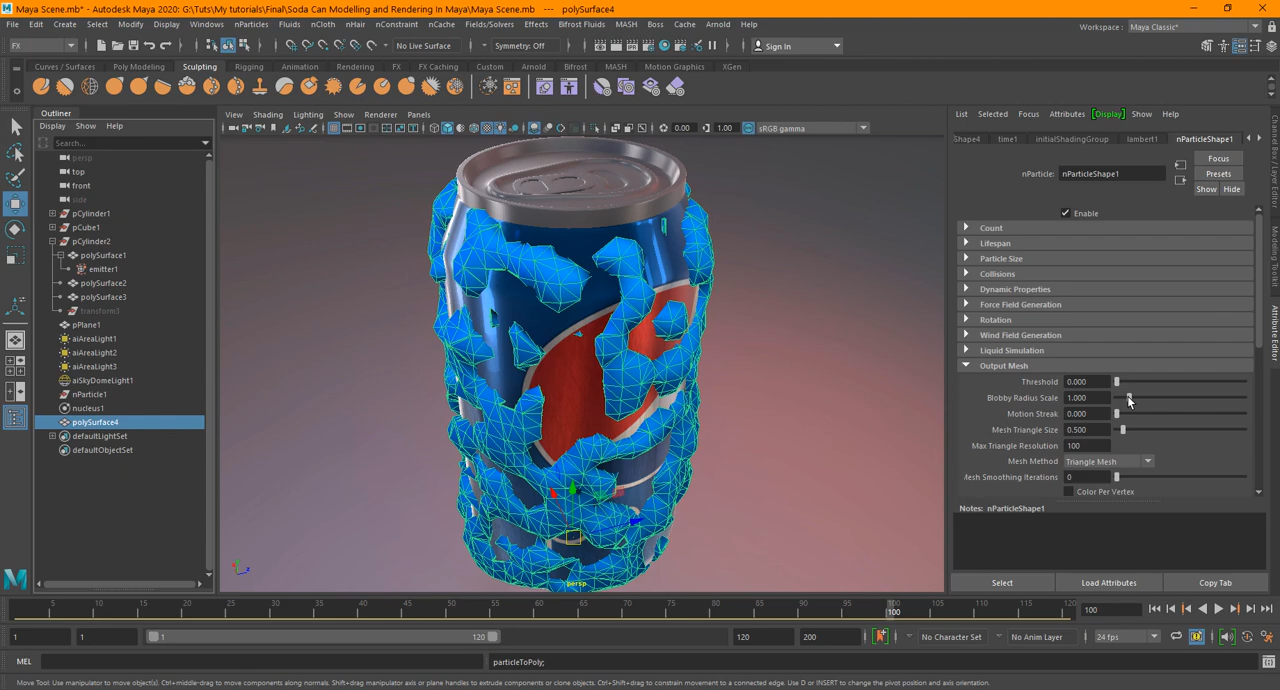 Maya Scene.mb* - Autodesk Maya 2020: G:\Tuts\My tutorials\Final\Soda Can Modelling and Rendering In Maya\Maya Scene.mb* --- polySurface4
File Edit Create Select Modify Display Windows nParticles Fluids nCloth nHair nConstraint nCache Fields/Solvers Effects Bifrost Fluids MASH Boss Cache Arnold Help
Workspace : Maya Classic*
FX
No Live Surface
Symmetry: Off
Sign In
Curves / Surfaces Poly Modeling Sculpting Rigging Animation Rendering FX FX Caching Custom Arnold Bifrost MASH Motion Graphics XGen
Outliner
Display Show Help
Search...
persp
top
front
side
pCylinder1
pCube1
pCylinder2
polySurface1
emitter1
polySurface2
polySurface3
transform3
pPlane1
aiAreaLight1
aiAreaLight2
aiAreaLight3
aiSkyDomeLight1
nParticle1
nucleus1
polySurface4
defaultLightSet
defaultObjectSet
View Shading Lighting Show Renderer Panels
0.00 1.00 sRGB gamma
persp
List Selected Focus Attributes Display Show Help
Shape4 time1 initialShadingGroup lambert1 nParticleShape1
nParticle: nParticleShape1
Focus
Presets
Show Hide
Enable
Count
Lifespan
Particle Size
Collisions
Dynamic Properties
Force Field Generation
Rotation
Wind Field Generation
Liquid Simulation
Output Mesh
Threshold 0.000
Blobby Radius Scale 1.000
Motion Streak 0.000
Mesh Triangle Size 0.500
Max Triangle Resolution 100
Mesh Method Triangle Mesh
Mesh Smoothing Iterations 0
Color Per Vertex
Notes: nParticleShape1
Select Load Attributes Copy Tab
Channel Box / Layer Editor
Modeling Toolkit
Attribute Editor
5 10 15 20 25 30 35 40 45 50 55 60 65 70 75 80 85 90 95 100 105 110 115 120
100
100
1 1 1 120 120 200 No Character Set No Anim Layer 24 fps
MEL particleToPoly;
Move Tool: Use manipulator to move object(s). Ctrl+middle-drag to move components along normals. Shift+drag manipulator axis or plane handles to extrude components or clone objects. Ctrl+Shift+drag to constrain movement to a connected edge. Use D or INSERT to change the pivot position and axis orientation.